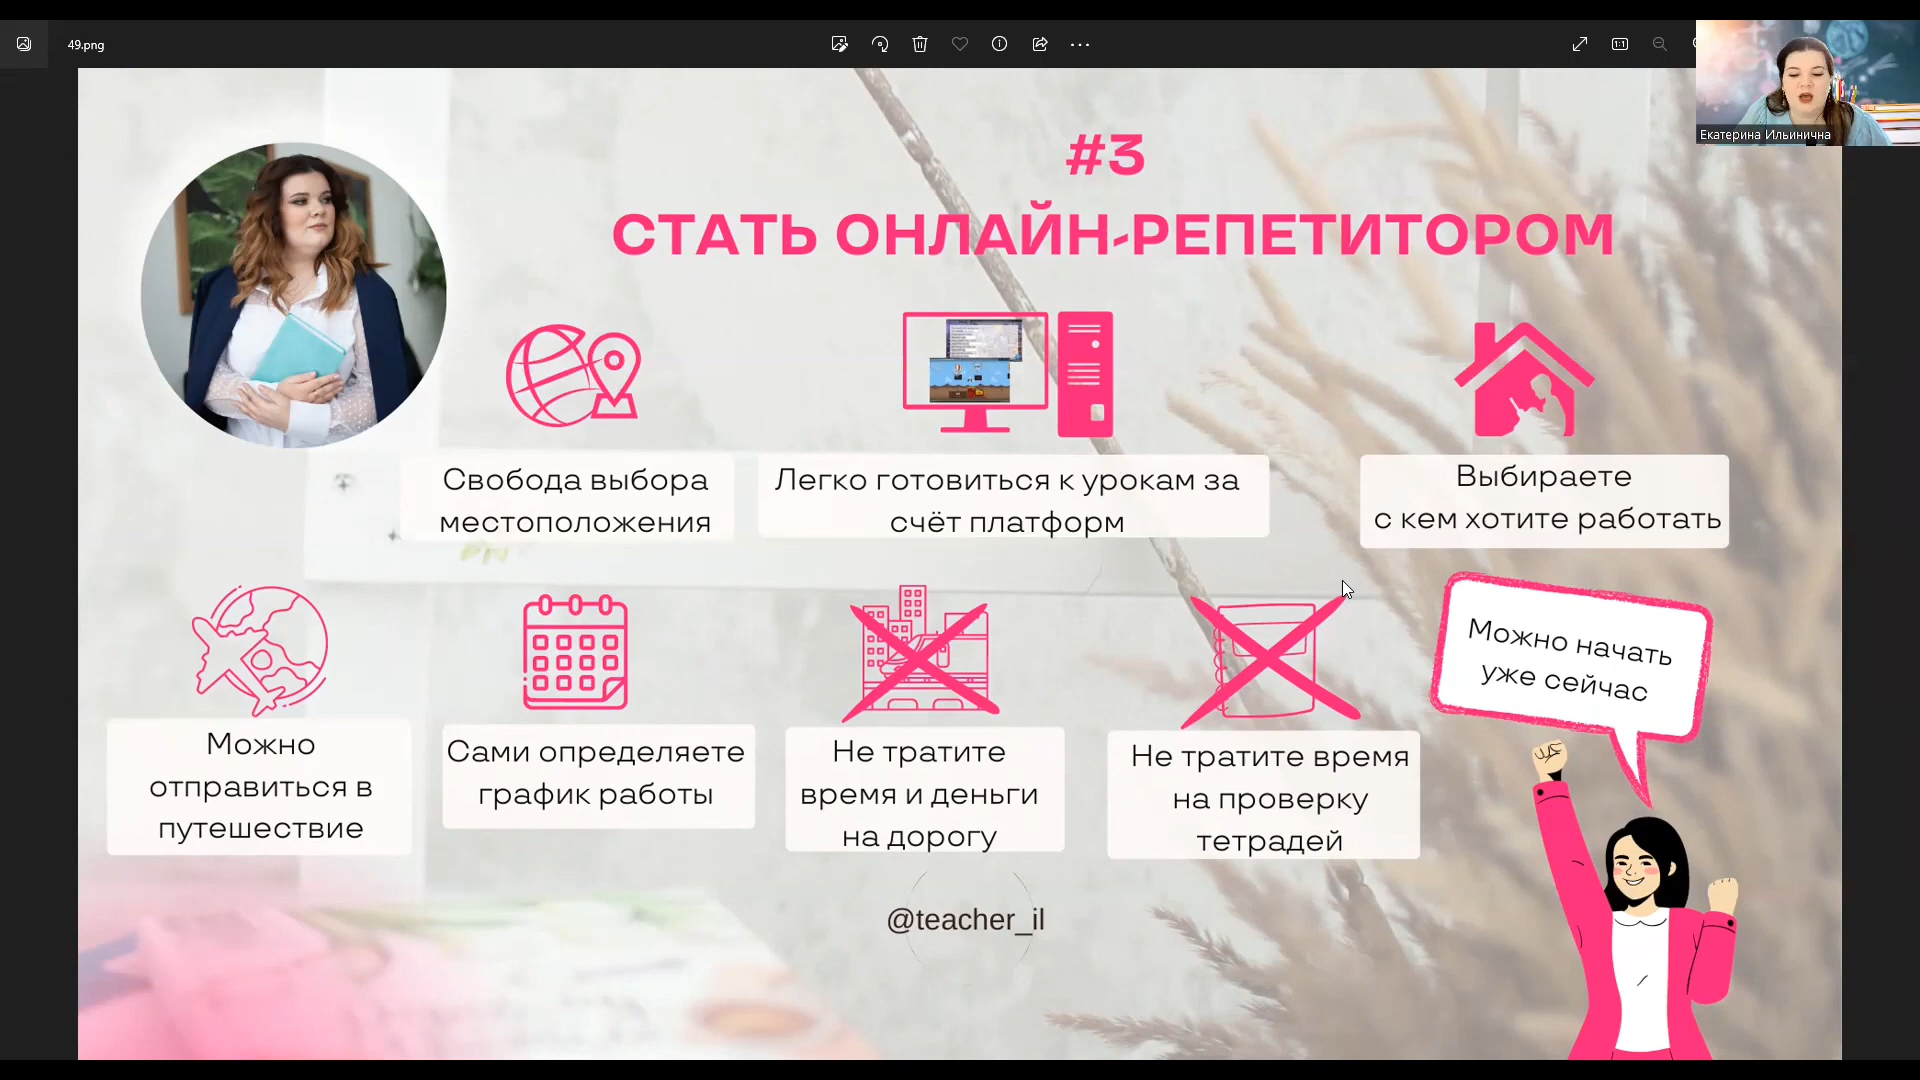 49.png
Екатерина Ильинична
#3
СТАТЬ ОНЛАЙН-РЕПЕТИТОРОМ
Свобода выбора
местоположения
Легко готовиться к урокам за
счёт платформ
Выбираете
с кем хотите работать
Можно
отправиться в
путешествие
Сами определяете
график работы
Не тратите
время и деньги
на дорогу
Не тратите время
на проверку
тетрадей
Можно начать
уже сейчас
@teacher_il